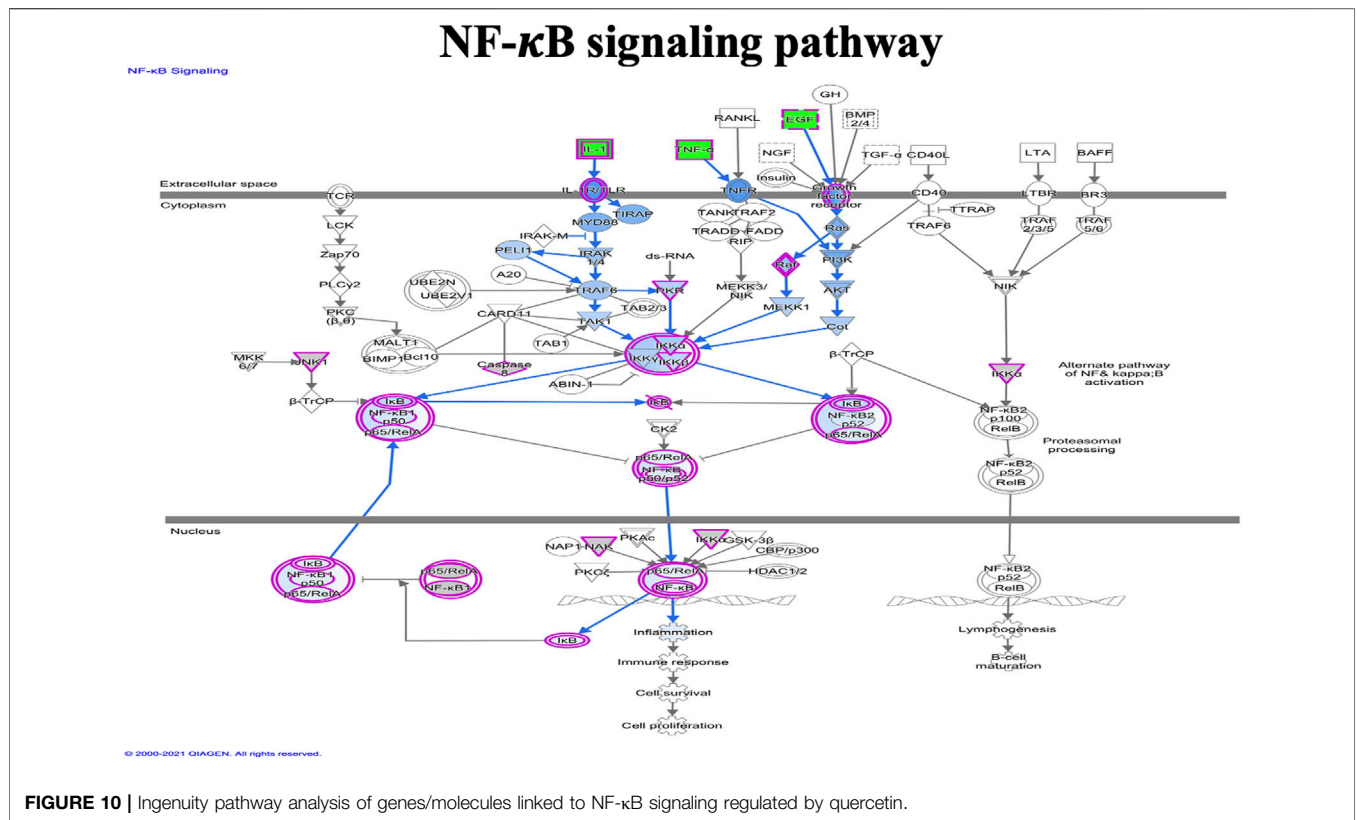 NF-κB signaling pathway
NF-κB Signaling
GH
EGF
BMP
2/4
RANKL
IL-1
TNF-α
NGF
TGF-α
CD40L
LTA
BAFF
Insulin
Extracellular space
Cytoplasm
TCR
IL-1R/TLR
TNFR
Growth
factor
receptor
CD40
LTBR
BR3
LCK
MYD88
TIRAP
TANK
TRAF2
TRADD
FADD
RIP
Ras
TTRAP
TRAF6
TRAF
2/3/5
TRAF
5/6
IRAK-M
Zap70
PELI1
IRAK
1/4
ds-RNA
Raf
PI3K
PLCγ2
UBE2N
UBE2V1
A20
TRAF6
PKR
MEKK3/
NIK
MEKK1
AKT
NIK
PKC
(β,θ)
CARD11
TAK1
TAB2/3
Cot
MALT1
BIMP1
Bcl10
TAB1
IKKα
IKKγ
IKKβ
β-TrCP
MKK
6/7
JNK1
Caspase
8
ABIN-1
IKKα
Alternate pathway
of NF& kappa;B
activation
β-TrCP
IκB
NF-κB1
p50
p65/RelA
IκB
IκB
NF-κB2
p52
p65/RelA
NF-κB2
p100
RelB
CK2
Proteasomal
processing
p65/RelA
NF-κB
p50/p52
NF-κB2
p52
RelB
Nucleus
NAP1
NAK
PKAc
IKKα
GSK-3β
CBP/p300
PKCζ
HDAC1/2
IκB
NF-κB1
p50
p65/RelA
p65/RelA
NF-κB1
p65/RelA
NF-κB
NF-κB2
p52
RelB
IκB
Inflammation
Immune response
Cell survival
Cell proliferation
Lymphogenesis
B-cell
maturation
© 2000-2021 QIAGEN. All rights reserved.
FIGURE 10 | Ingenuity pathway analysis of genes/molecules linked to NF-κB signaling regulated by quercetin.